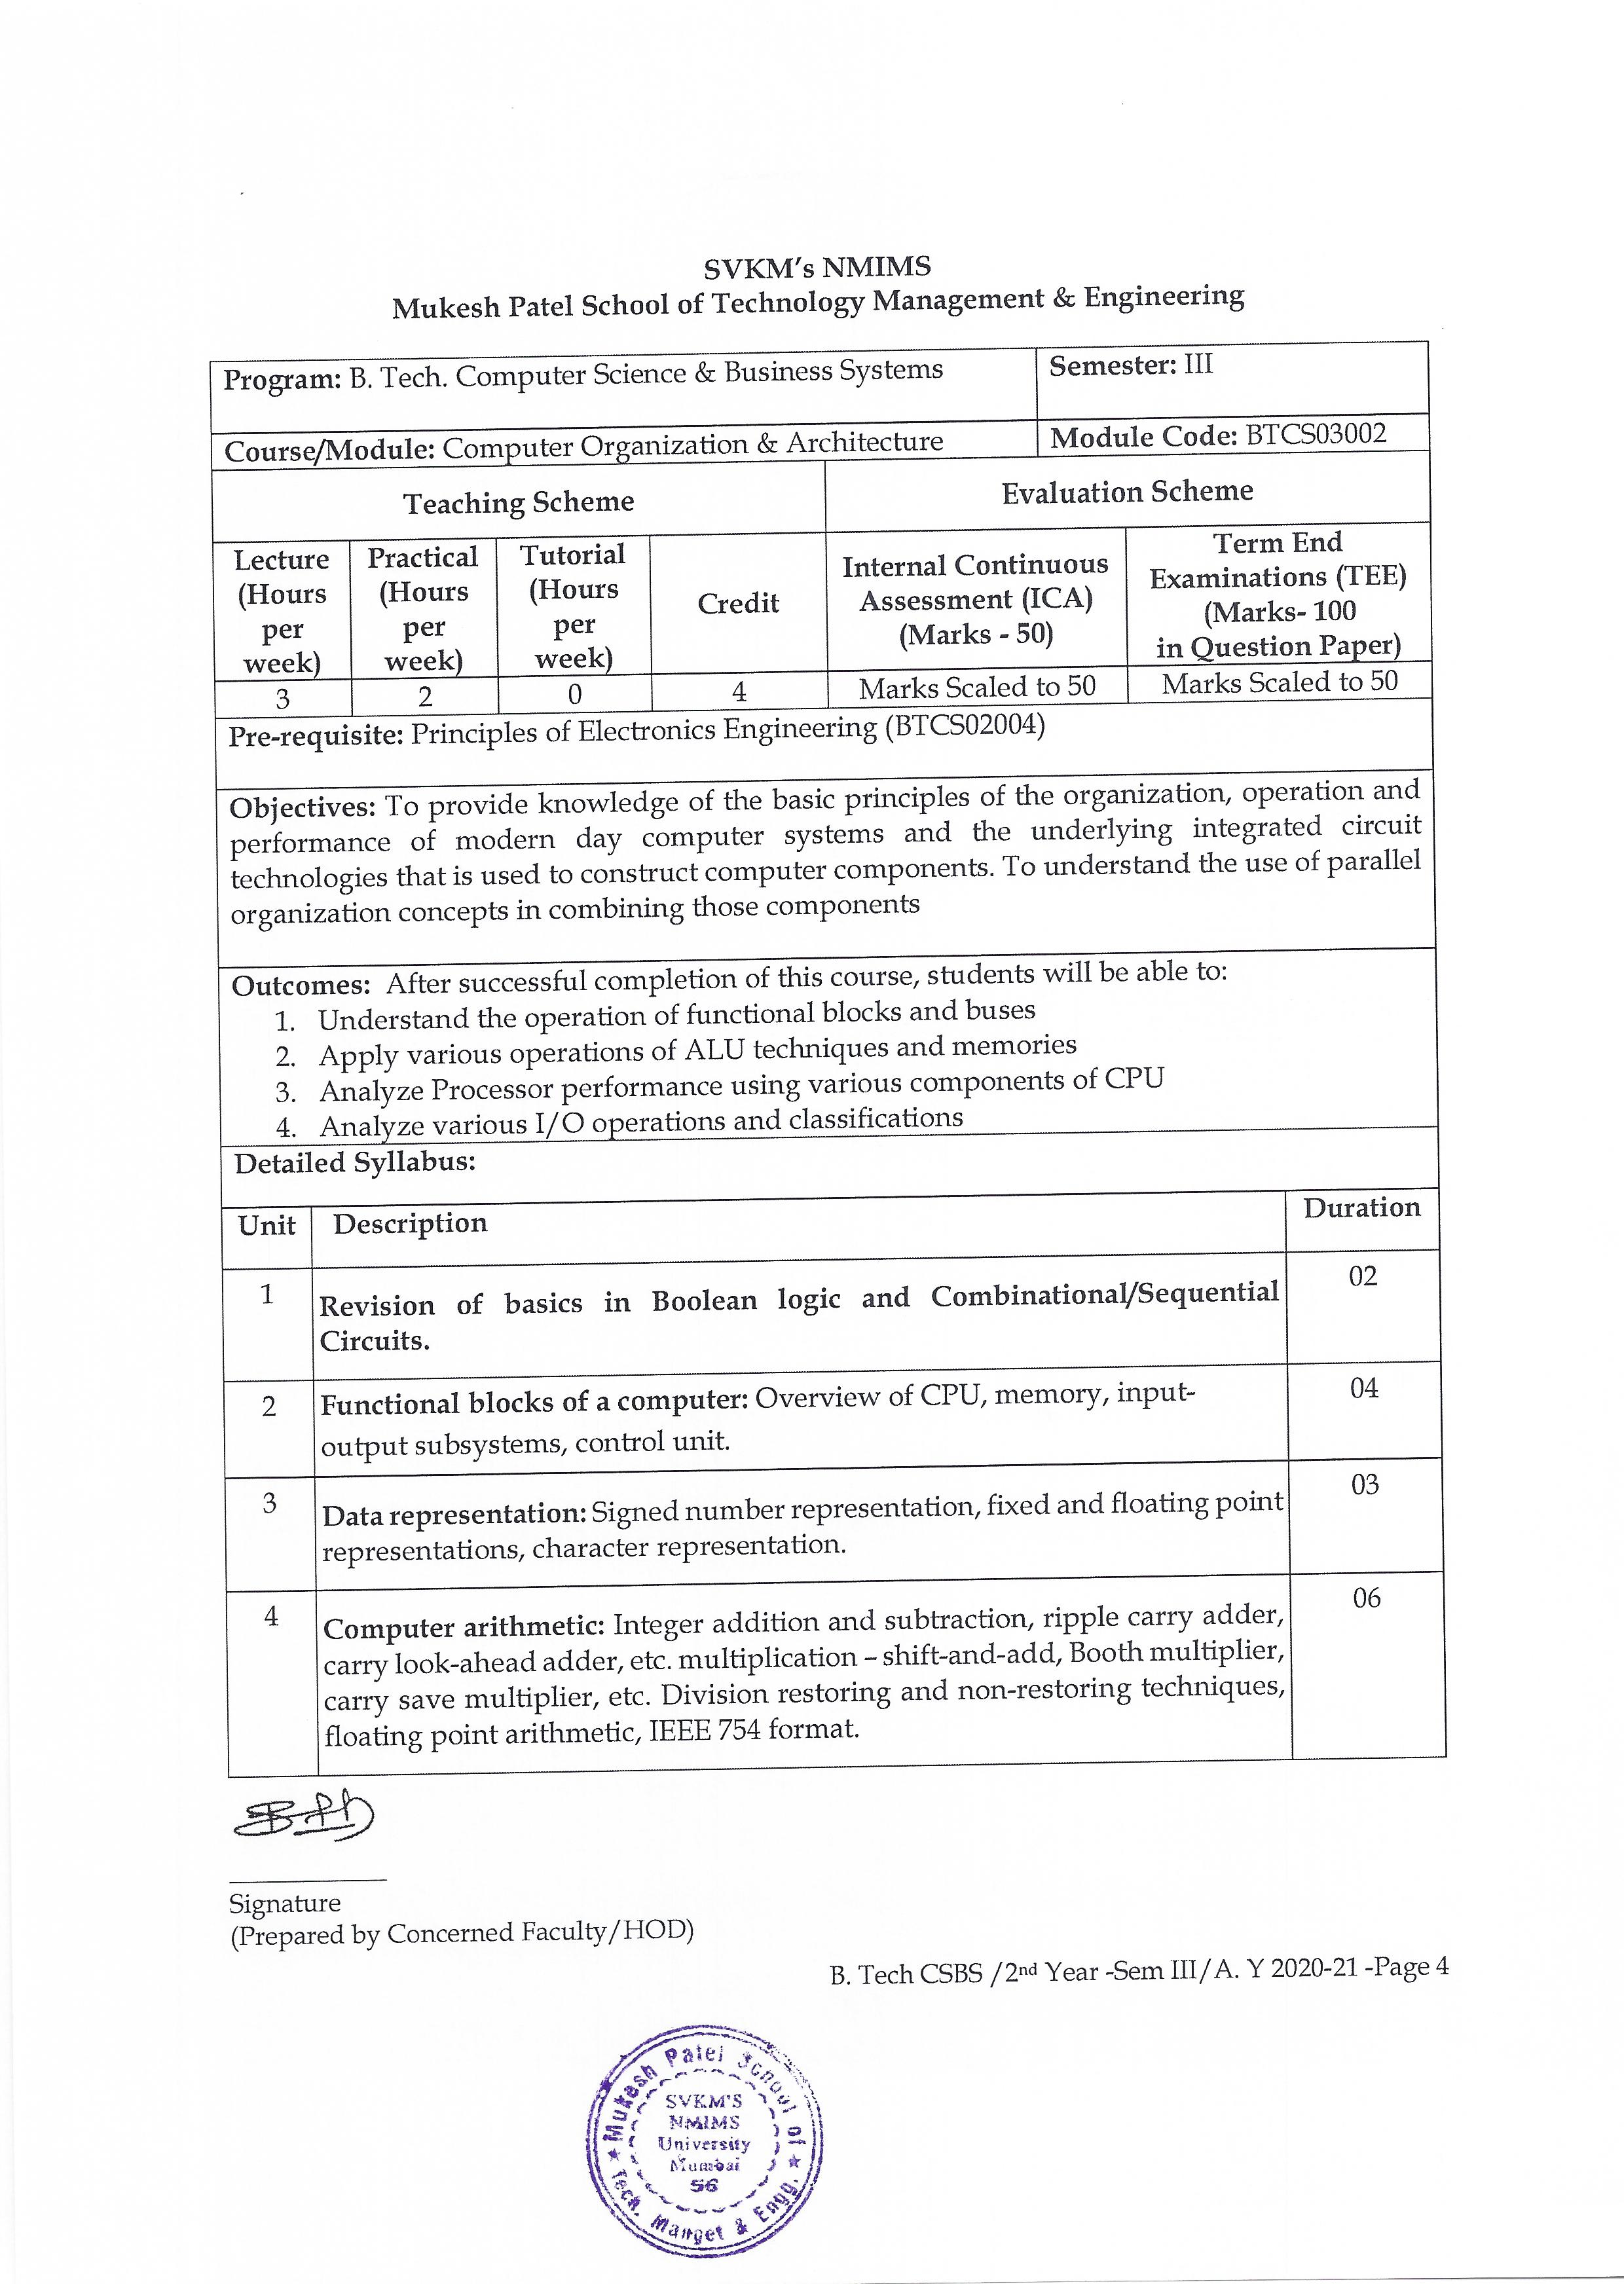 SVKM's NMIMS
Mukesh Patel School of Technology Management & Engineering
Program: B. Tech. Computer Science & Business Systems
Semester: III
Course/Module: Computer Organization & Architecture
Module Code: BTCS03002
Teaching Scheme
Evaluation Scheme
Lecture
(Hours
per
week)
Practical
(Hours
per
week)
Tutorial
(Hours
per
week)
Credit
Internal Continuous
Assessment (ICA)
(Marks - 50)
Term End
Examinations (TEE)
(Marks- 100
in Question Paper)
3
2
0
4
Marks Scaled to 50
Marks Scaled to 50
Pre-requisite: Principles of Electronics Engineering (BTCS02004)
Objectives: To provide knowledge of the basic principles of the organization, operation and
performance of modern day computer systems and the underlying integrated circuit
technologies that is used to construct computer components. To understand the use of parallel
organization concepts in combining those components
Outcomes: After successful completion of this course, students will be able to:
1. Understand the operation of functional blocks and buses
2. Apply various operations of ALU techniques and memories
3. Analyze Processor performance using various components of CPU
4. Analyze various I/O operations and classifications
Detailed Syllabus:
Unit
Description
Duration
1
Revision of basics in Boolean logic and Combinational/Sequential
Circuits.
02
2
Functional blocks of a computer: Overview of CPU, memory, input-
output subsystems, control unit.
04
3
Data representation: Signed number representation, fixed and floating point
representations, character representation.
03
4
Computer arithmetic: Integer addition and subtraction, ripple carry adder,
carry look-ahead adder, etc. multiplication – shift-and-add, Booth multiplier,
carry save multiplier, etc. Division restoring and non-restoring techniques,
floating point arithmetic, IEEE 754 format.
06
Signature
(Prepared by Concerned Faculty/HOD)
B. Tech CSBS /2nd Year -Sem III/A. Y 2020-21 -Page 4
Mukesh Patel School of
Tech. Manget & Engg.
SVKM'S
NMIMS
University
Mumbai
56